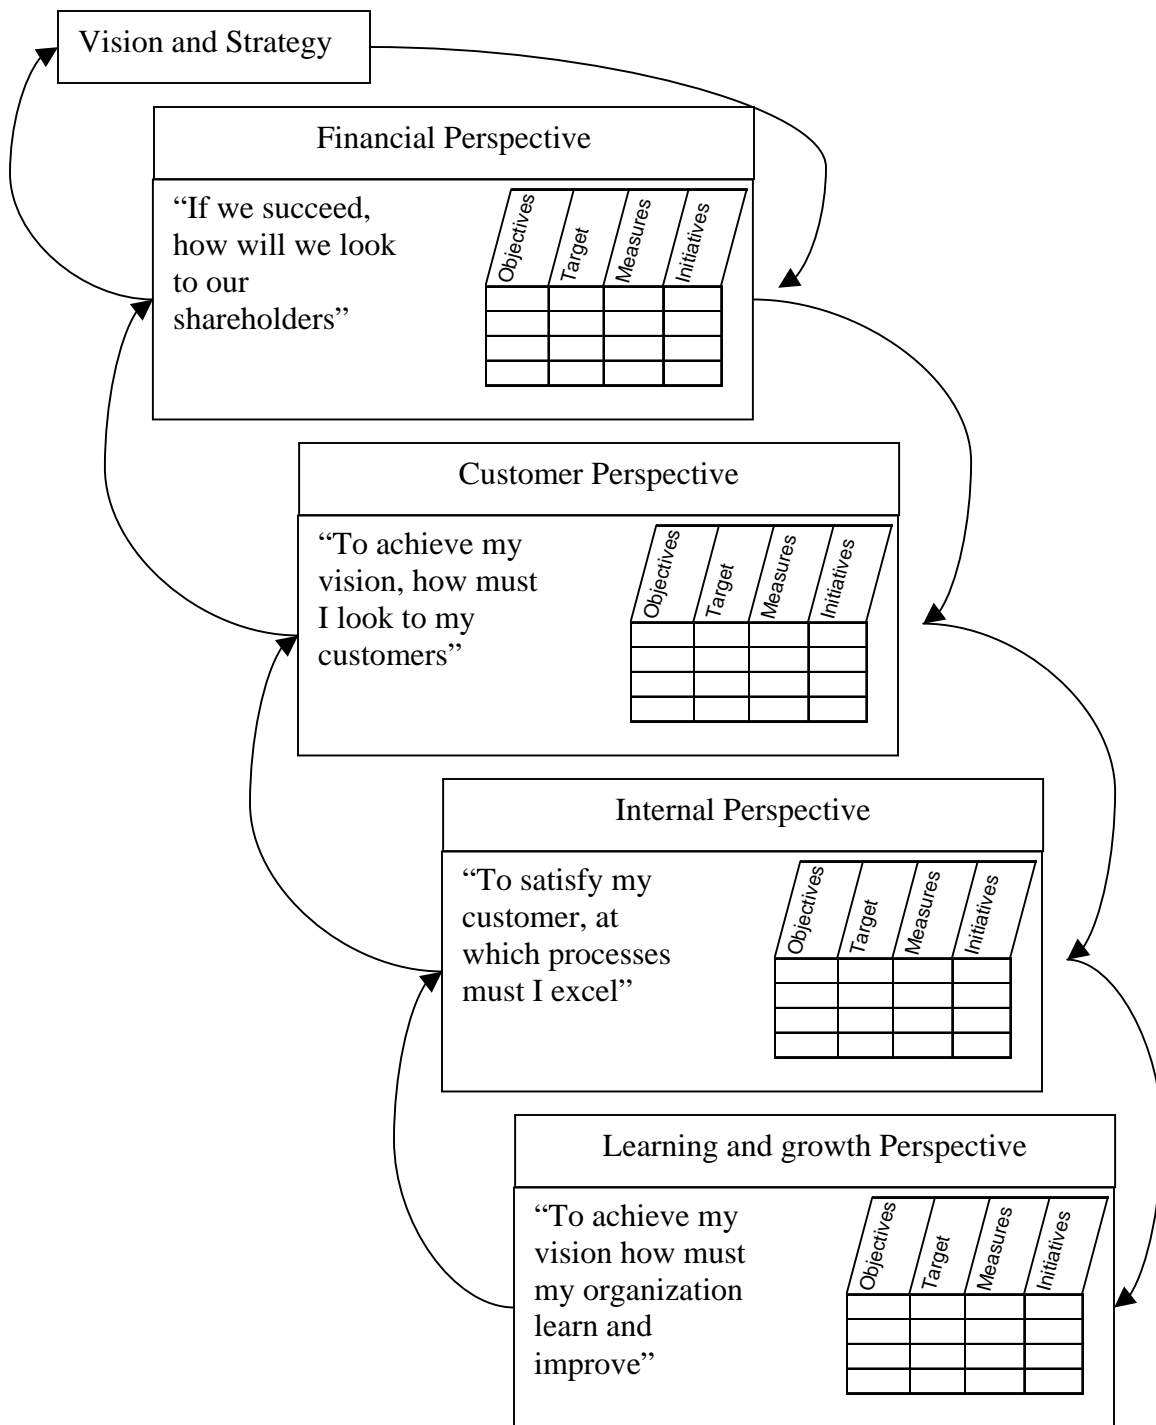 Vision and Strategy
Financial Perspective
“If we succeed,
how will we look
to our
shareholders”
Objectives
Target
Measures
Initiatives
Customer Perspective
“To achieve my
vision, how must
I look to my
customers”
Objectives
Target
Measures
Initiatives
Internal Perspective
“To satisfy my
customer, at
which processes
must I excel”
Objectives
Target
Measures
Initiatives
Learning and growth Perspective
“To achieve my
vision how must
my organization
learn and
improve”
Objectives
Target
Measures
Initiatives